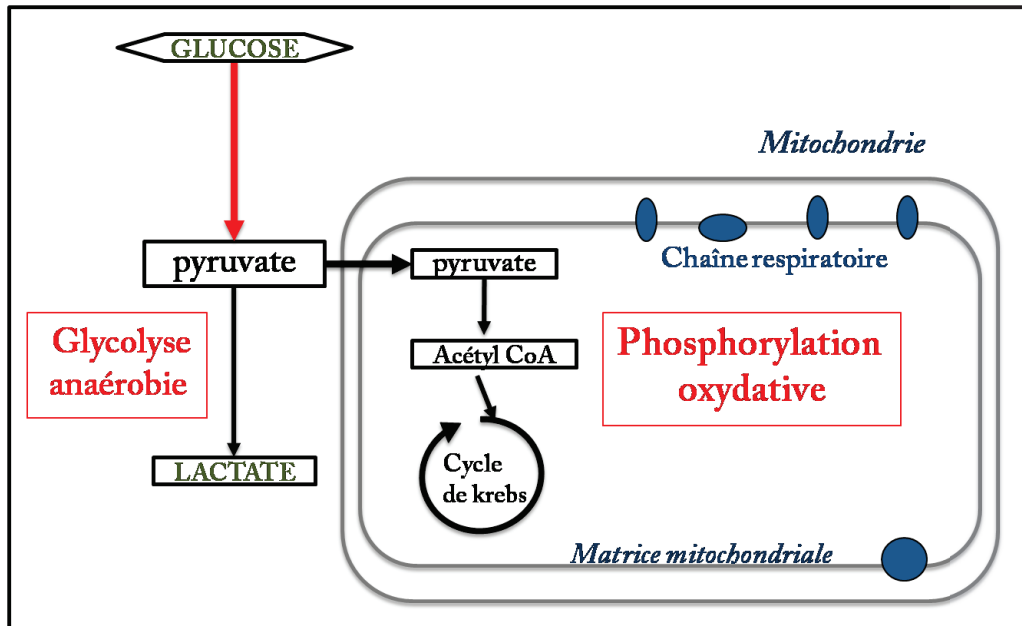 GLUCOSE
Mitochondrie
pyruvate
pyruvate
Chaîne respiratoire
Glycolyse
anaérobie
Acétyl CoA
Phosphorylation
oxydative
LACTATE
Cycle
de krebs
Matrice mitochondriale